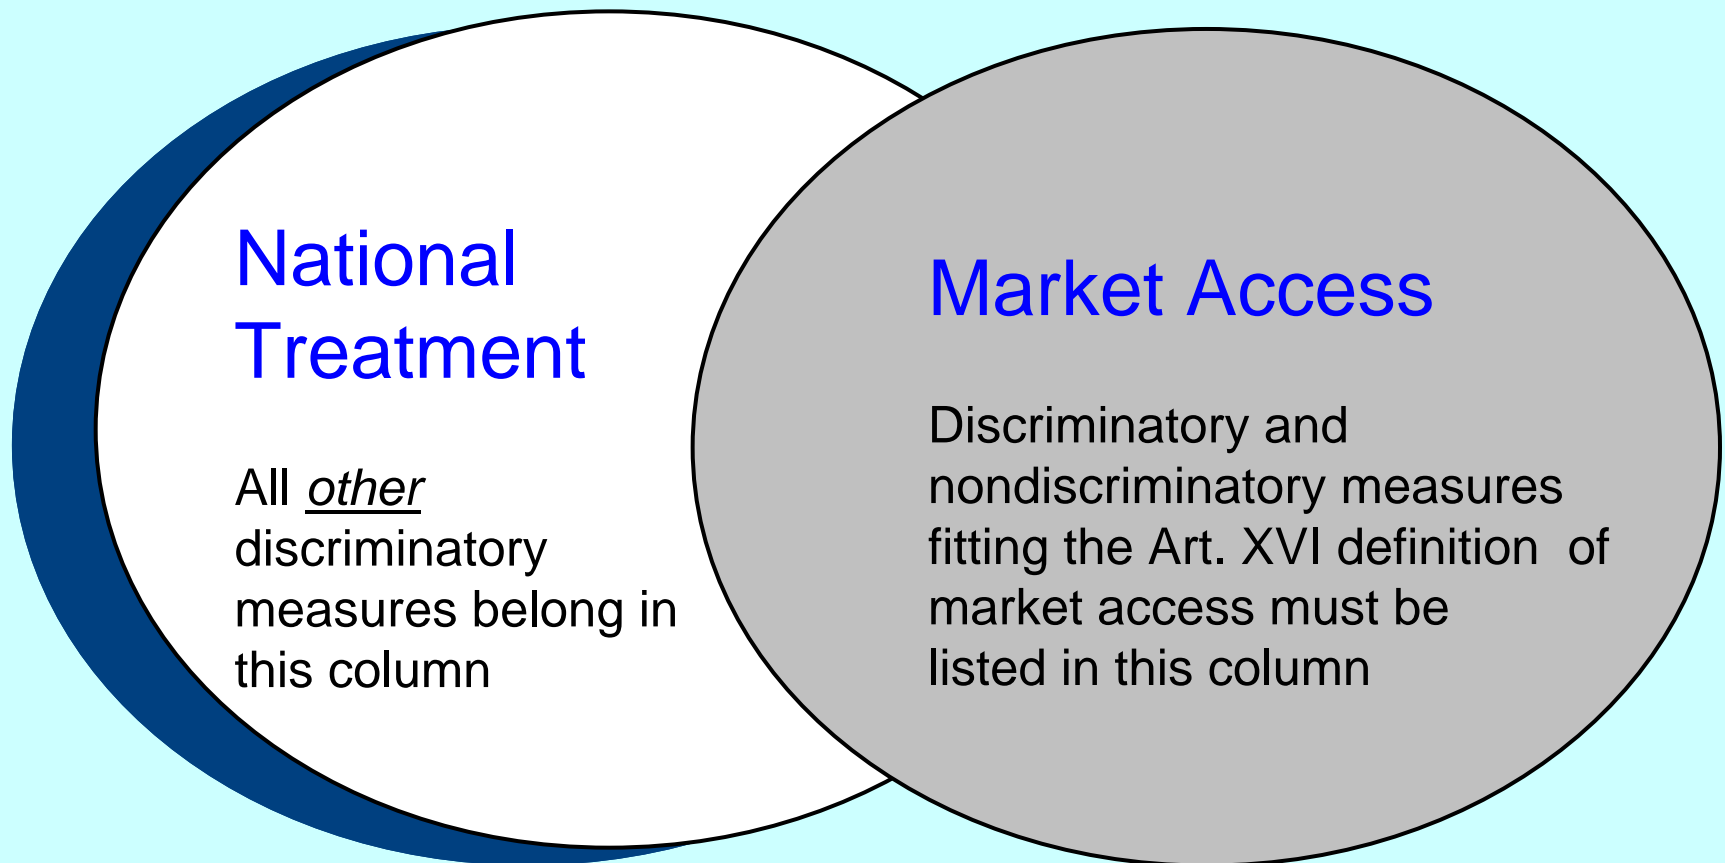 National
Treatment
All other
discriminatory
measures belong in
this column
Market Access
Discriminatory and
nondiscriminatory measures
fitting the Art. XVI definition  of
market access must be
listed in this column